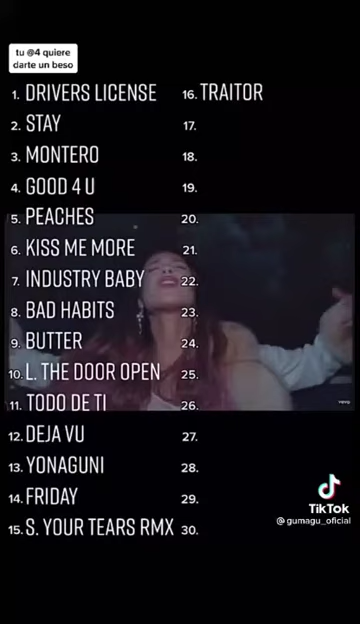 tu @4 quiere
darte un beso
1. DRIVERS LICENSE
2. STAY
3. MONTERO
4. GOOD 4 U
5. PEACHES
6. KISS ME MORE
7. INDUSTRY BABY
8. BAD HABITS
9. BUTTER
10. L. THE DOOR OPEN
11. TODO DE TI
12. DEJA VU
13. YONAGUNI
14. FRIDAY
15. S. YOUR TEARS RMX
16. TRAITOR
17.
18.
19.
20.
21.
22.
23.
24.
25.
26.
27.
28.
29.
30.
TikTok
@gumagu_oficial